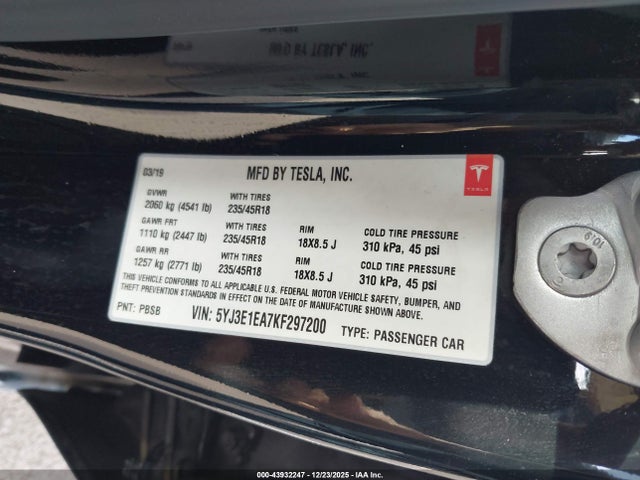 MFD BY TESLA, INC.
03/19 MFD BY TESLA, INC.
TESLA
GVWR WITH TIRES
2060 kg (4541 lb) 235/45R18
GAWR FRT WITH TIRES RIM COLD TIRE PRESSURE
1110 kg (2447 lb) 235/45R18 18X8.5 J 310 kPa, 45 psi
GAWR RR WITH TIRES RIM COLD TIRE PRESSURE
1257 kg (2771 lb) 235/45R18 18X8.5 J 310 kPa, 45 psi
THIS VEHICLE CONFORMS TO ALL APPLICABLE U.S. FEDERAL MOTOR VEHICLE SAFETY, BUMPER, AND
THEFT PREVENTION STANDARDS IN EFFECT ON THE DATE OF MANUFACTURE SHOWN ABOVE.
PNT: PBSB VIN: 5YJ3E1EA7KF297200 TYPE: PASSENGER CAR
10.9
000-43932247 - 12/23/2025 - IAA Inc.